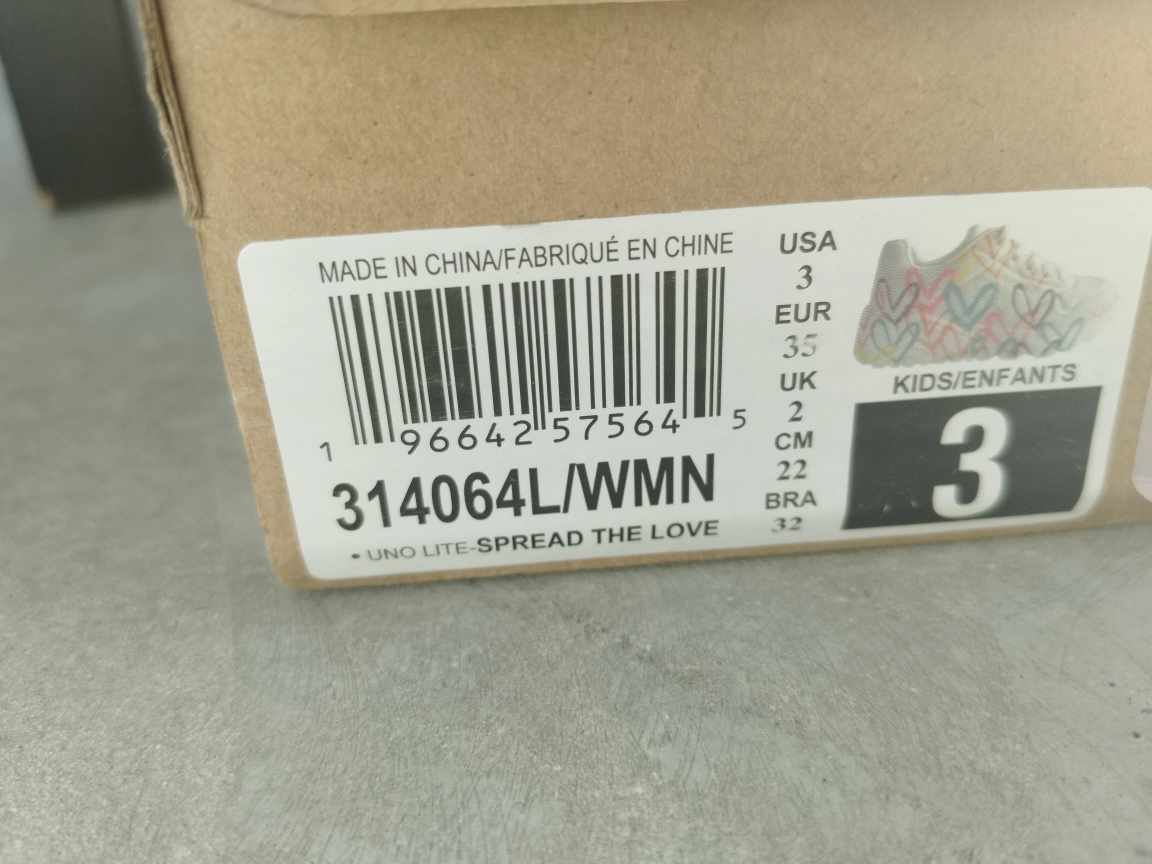 MADE IN CHINA/FABRIQUÉ EN CHINE
1 96642 57564 5
314064L/WMN
• UNO LITE-SPREAD THE LOVE
USA
3
EUR
35
UK
2
CM
22
BRA
32
KIDS/ENFANTS
3